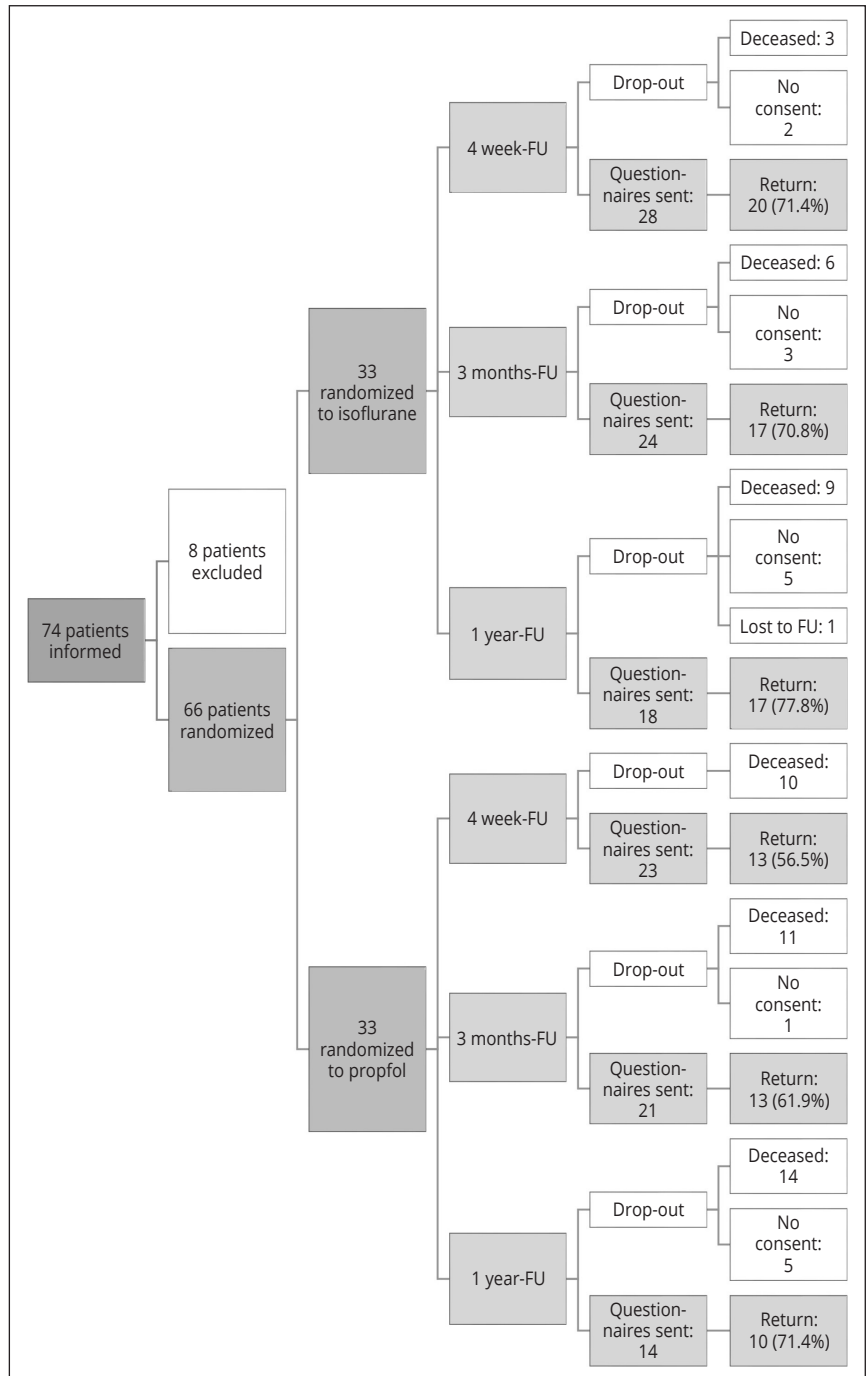 74 patients
informed
8 patients
excluded
66 patients
randomized
33
randomized
to isoflurane
4 week-FU
Drop-out
Deceased: 3
No
consent:
2
Question-
naires sent:
28
Return:
20 (71.4%)
3 months-FU
Drop-out
Deceased: 6
No
consent:
3
Question-
naires sent:
24
Return:
17 (70.8%)
1 year-FU
Drop-out
Deceased: 9
No
consent:
5
Lost to FU: 1
Question-
naires sent:
18
Return:
17 (77.8%)
33
randomized
to propfol
4 week-FU
Drop-out
Deceased:
10
Question-
naires sent:
23
Return:
13 (56.5%)
3 months-FU
Drop-out
Deceased:
11
No
consent:
1
Question-
naires sent:
21
Return:
13 (61.9%)
1 year-FU
Drop-out
Deceased:
14
No
consent:
5
Question-
naires sent:
14
Return:
10 (71.4%)